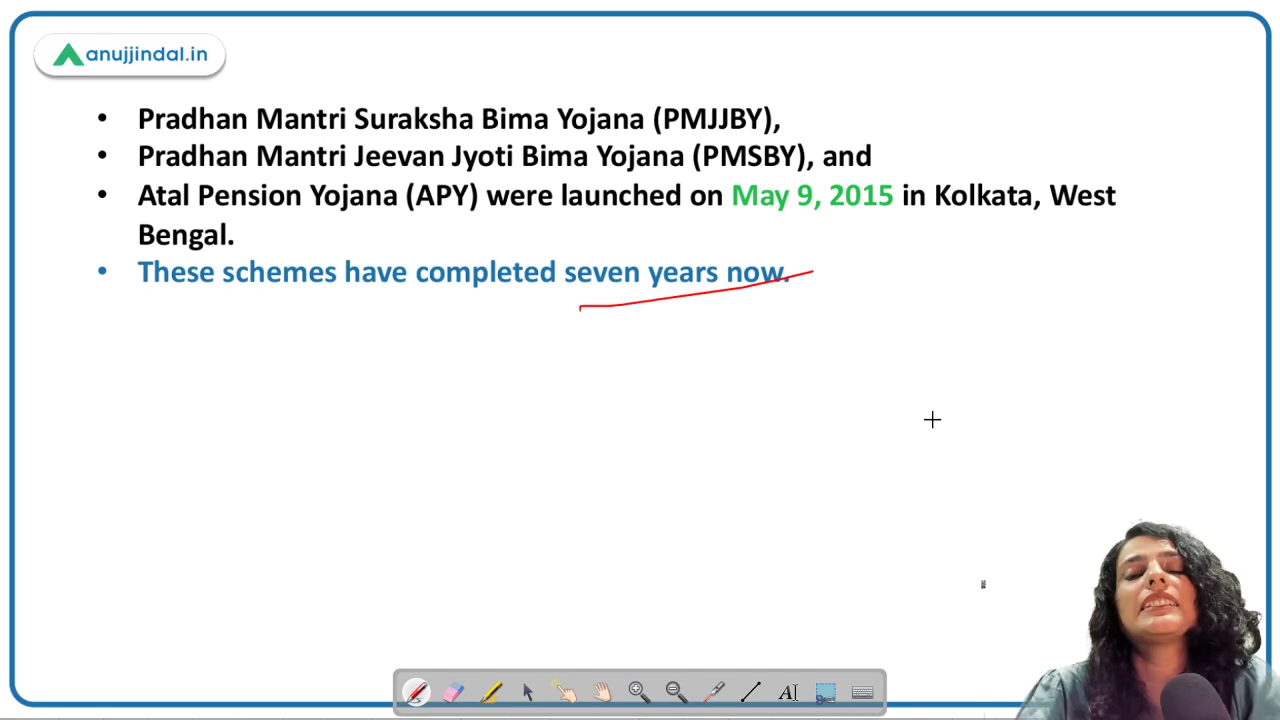 anujjindal.in
• Pradhan Mantri Suraksha Bima Yojana (PMJJBY),
• Pradhan Mantri Jeevan Jyoti Bima Yojana (PMSBY), and
• Atal Pension Yojana (APY) were launched on May 9, 2015 in Kolkata, West
Bengal.
• These schemes have completed seven years now.